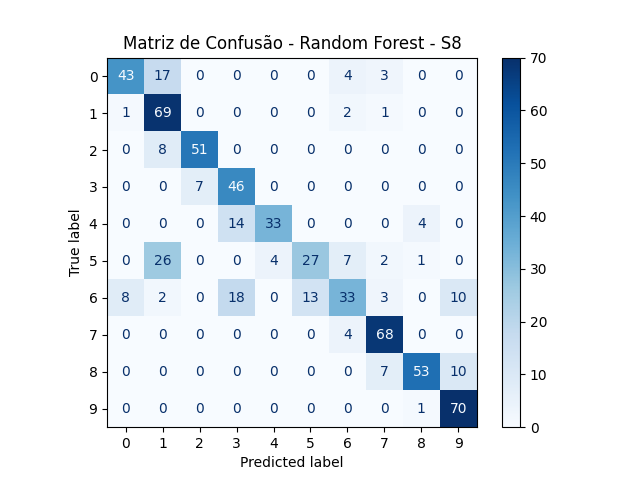 Matriz de Confusão - Random Forest - S8
0 43 17 0 0 0 0 4 3 0 0
1 1 69 0 0 0 0 2 1 0 0
2 0 8 51 0 0 0 0 0 0 0
3 0 0 7 46 0 0 0 0 0 0
4 0 0 0 14 33 0 0 0 4 0
5 0 26 0 0 4 27 7 2 1 0
6 8 2 0 18 0 13 33 3 0 10
7 0 0 0 0 0 0 4 68 0 0
8 0 0 0 0 0 0 0 7 53 10
9 0 0 0 0 0 0 0 0 1 70
0 1 2 3 4 5 6 7 8 9
Predicted label
True label
70
60
50
40
30
20
10
0